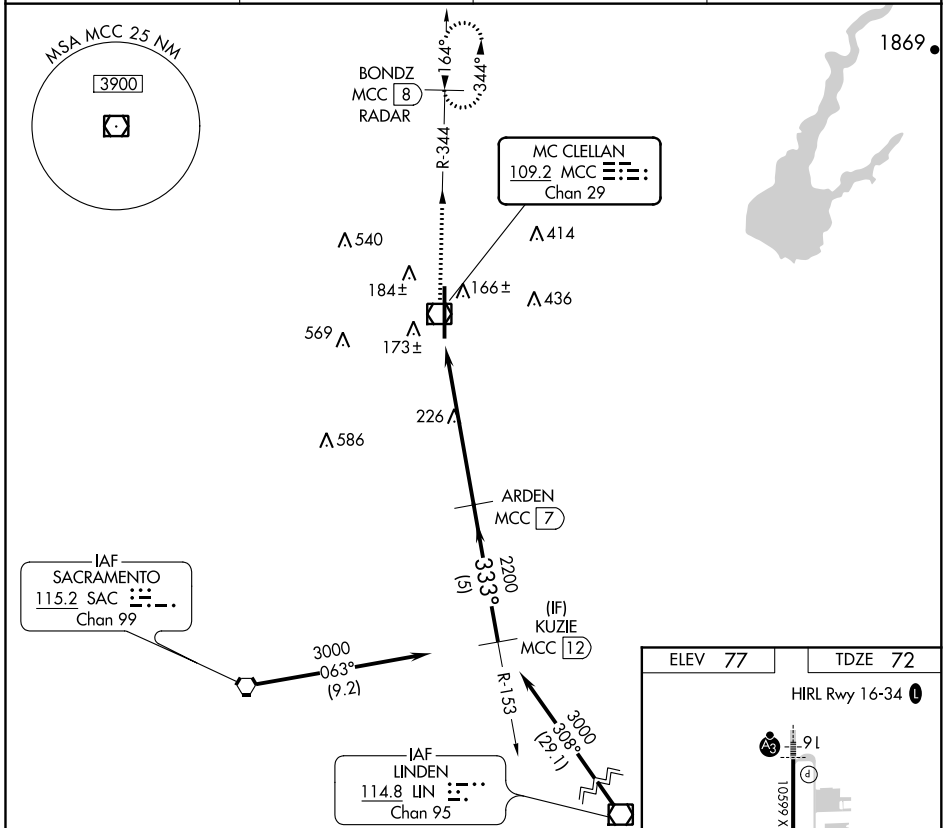 MSA MCC 25 NM
3900
1869
BONDZ
MCC 8
RADAR
164°
344°
R-344
MC CLELLAN
109.2 MCC
Chan 29
540
414
184±
166±
436
569
173±
226
586
ARDEN
MCC 7
2200
333°
(5)
IAF
SACRAMENTO
115.2 SAC
Chan 99
(IF)
KUZIE
MCC 12
3000
063°
(9.2)
R-153
3000
308°
(29.1)
IAF
LINDEN
114.8 LIN
Chan 95
ELEV 77
TDZE 72
HIRL Rwy 16-34 L
A3
16
P
10599 X